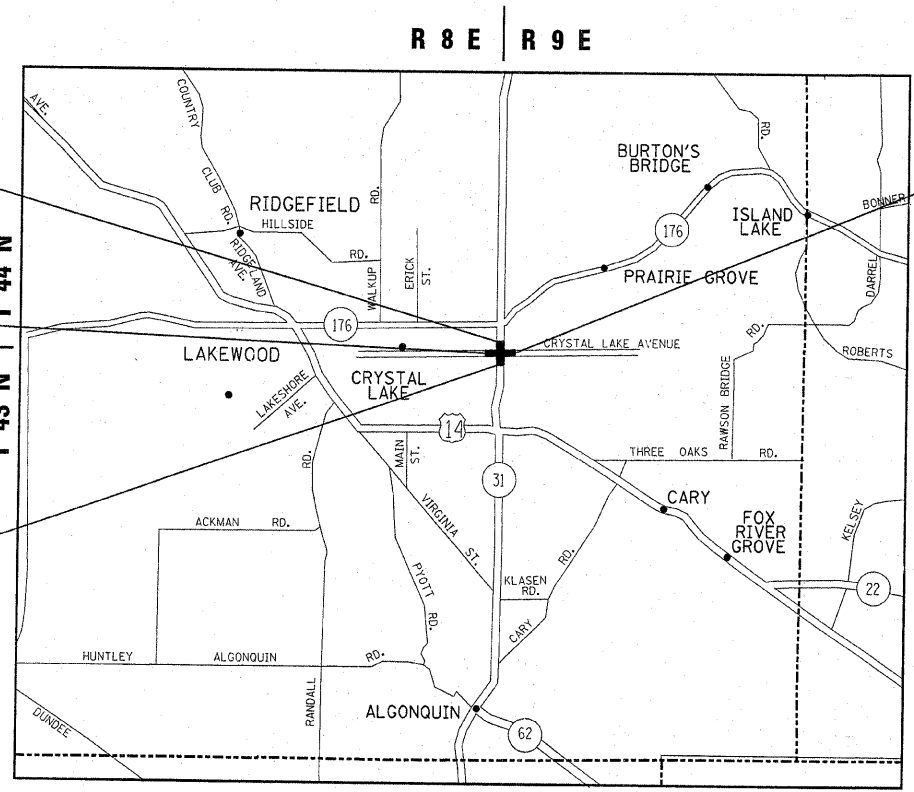 R 8 E R 9 E
AVE.
COUNTRY
CLUB
RD.
RIDGEFIELD
HILLSIDE
RD.
RIDGELAND
AVE.
WALKUP
RD.
ERICK
ST.
176
LAKEWOOD
CRYSTAL
LAKE
LAKESHORE
AVE.
CRYSTAL LAKE AVENUE
BURTON'S
BRIDGE
RD.
176
ISLAND
LAKE
PRAIRIE GROVE
BONNER
DARREL
RD.
ROBERTS
RAWSON BRIDGE
14
MAIN
ST.
31
THREE OAKS RD.
RD.
ACKMAN RD.
VIRGINIA ST.
PYOTT RD.
CARY
FOX
RIVER
GROVE
KELSEY
22
KLASEN
RD.
CARY RD.
HUNTLEY ALGONQUIN RD.
RANDALL
ALGONQUIN
62
DUNDEE
T 43 N T 44 N